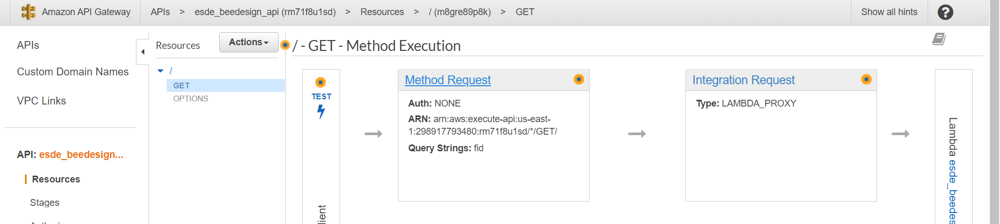 Amazon API Gateway
APIs > esde_beedesign_api (rm71f8u1sd) > Resources > / (m8gre89p8k) > GET
Show all hints
?
APIs
Custom Domain Names
VPC Links
API: esde_beedesign...
Resources
Stages
Resources
Actions
/
GET
OPTIONS
/ - GET - Method Execution
TEST
Method Request
Auth: NONE
ARN: arn:aws:execute-api:us-east-
1:298917793480:rm71f8u1sd/*/GET/
Query Strings: fid
Integration Request
Type: LAMBDA_PROXY
Lambda esde_beedes